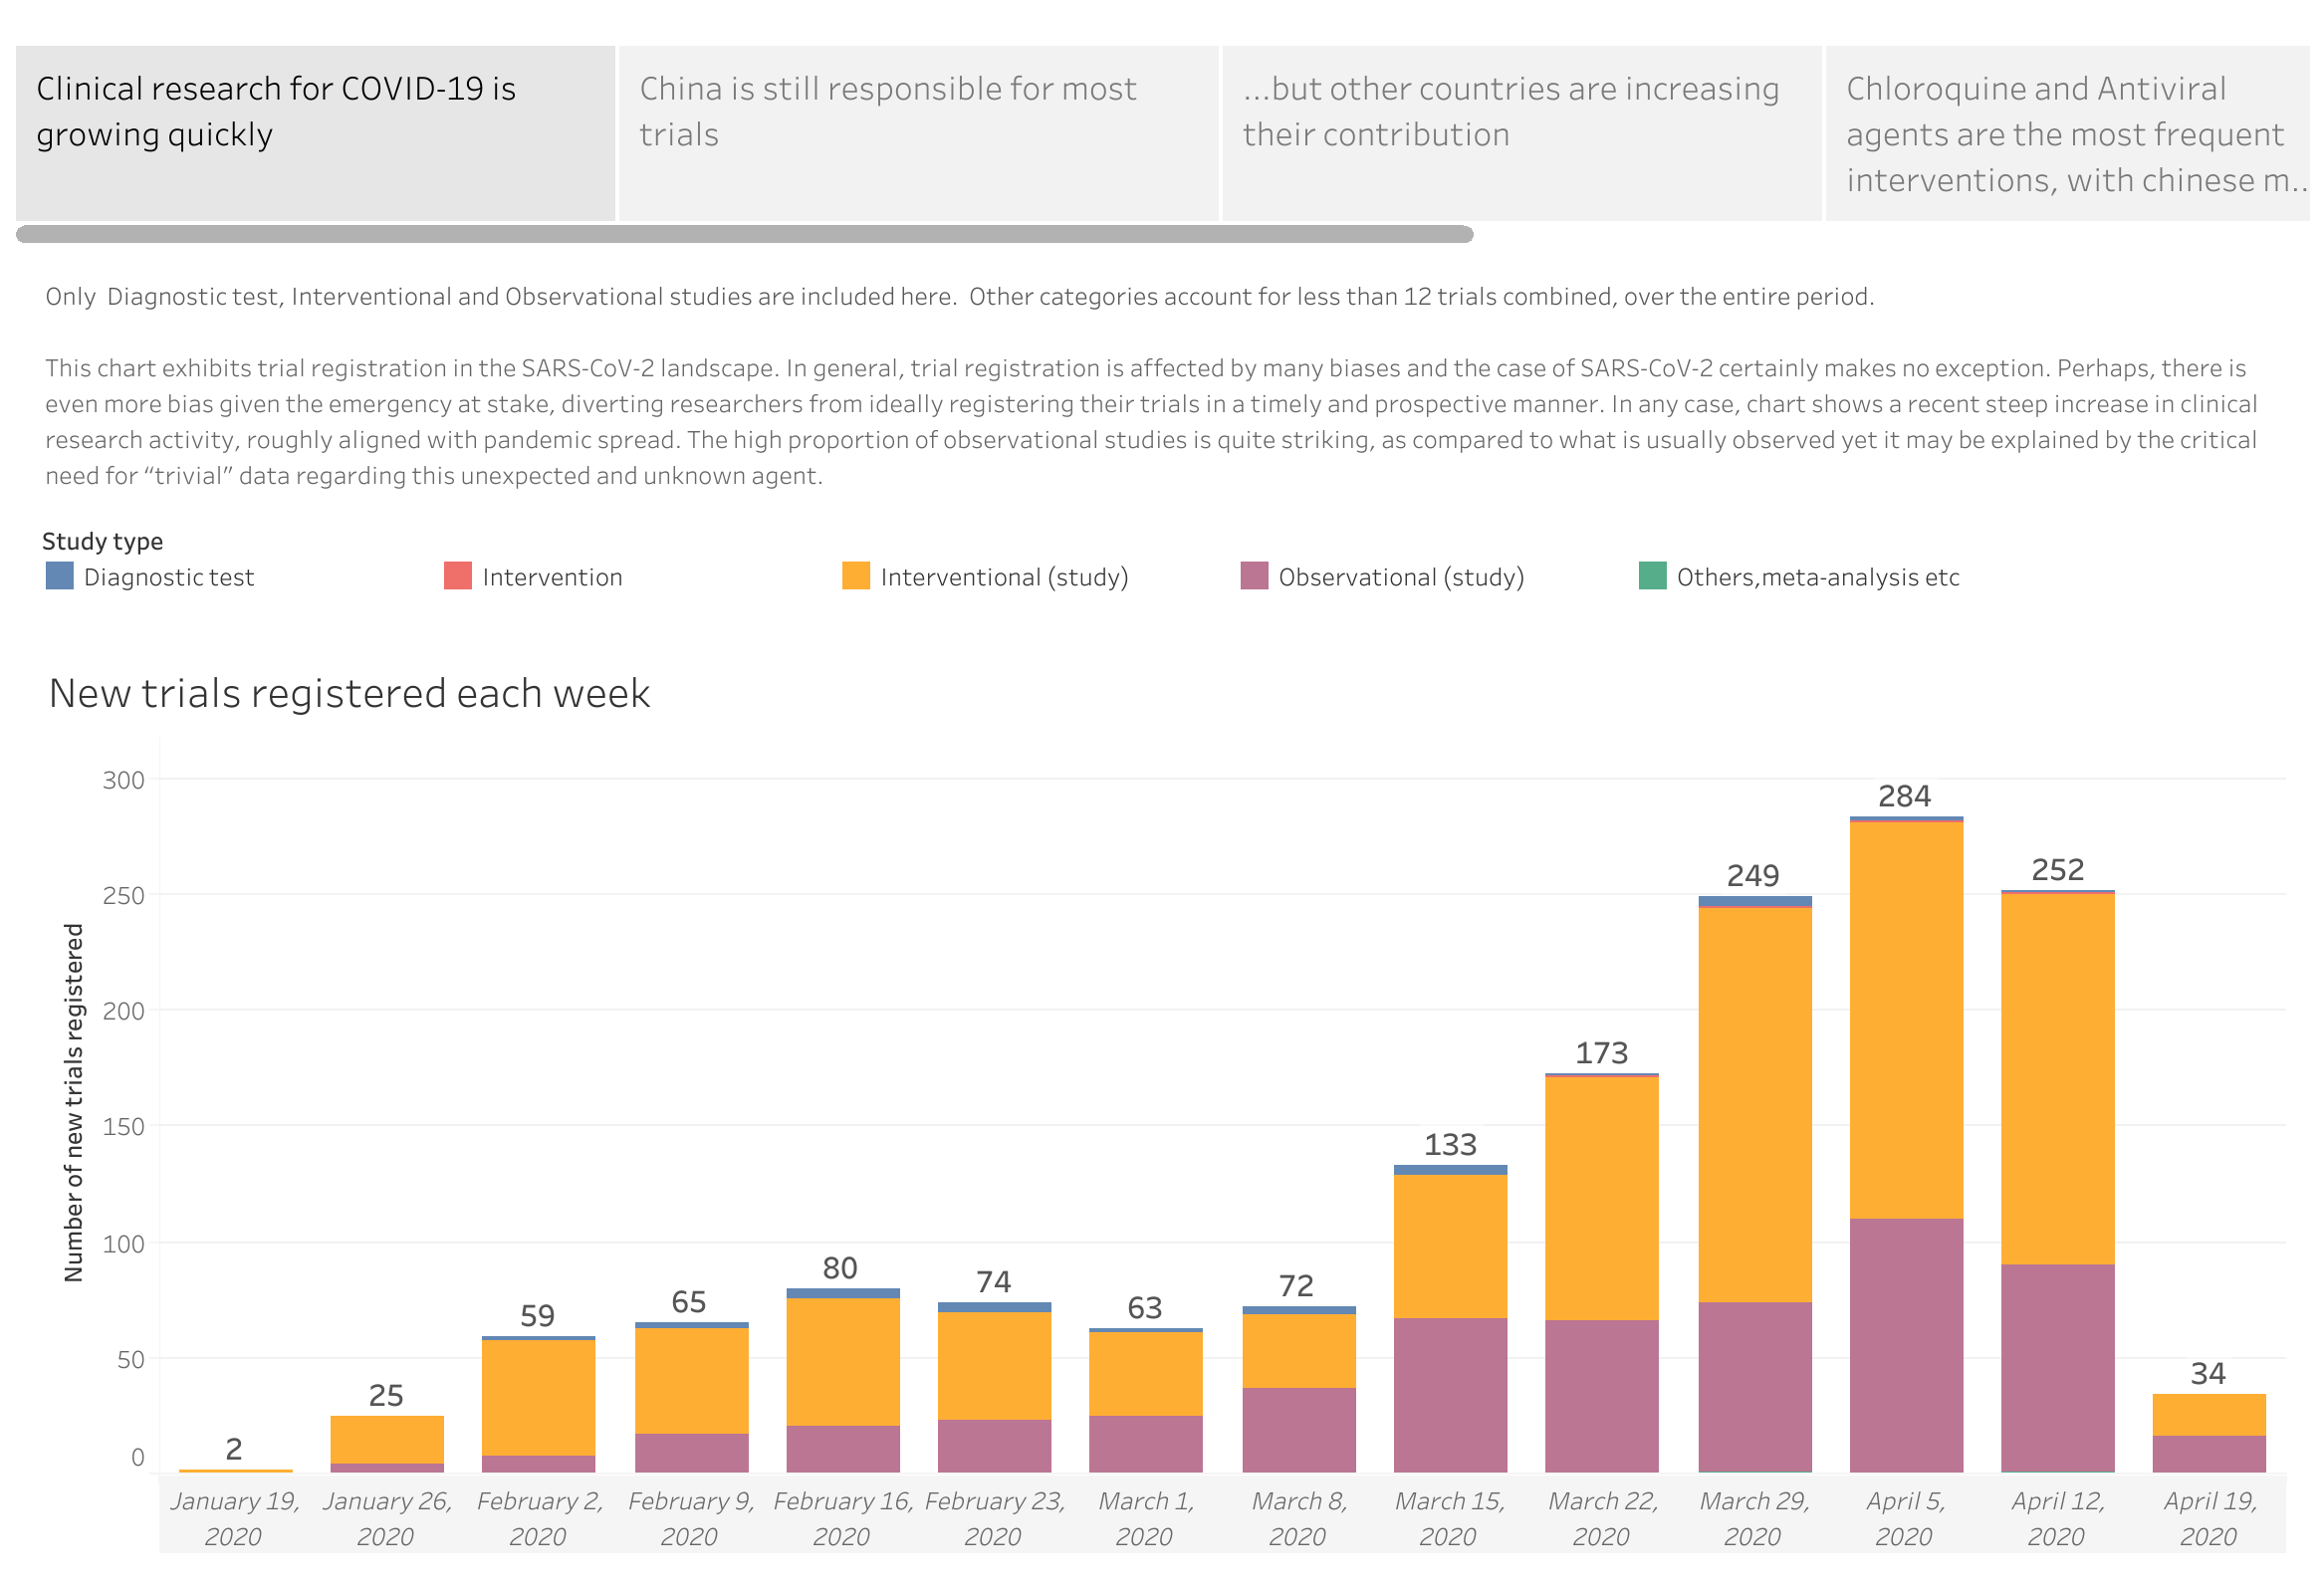 Clinical research for COVID-19 is
growing quickly
China is still responsible for most
trials
...but other countries are increasing
their contribution
Chloroquine and Antiviral
agents are the most frequent
interventions, with chinese m..
Only  Diagnostic test, Interventional and Observational studies are included here.  Other categories account for less than 12 trials combined, over the entire period.
This chart exhibits trial registration in the SARS-CoV-2 landscape. In general, trial registration is affected by many biases and the case of SARS-CoV-2 certainly makes no exception. Perhaps, there is
even more bias given the emergency at stake, diverting researchers from ideally registering their trials in a timely and prospective manner. In any case, chart shows a recent steep increase in clinical
research activity, roughly aligned with pandemic spread. The high proportion of observational studies is quite striking, as compared to what is usually observed yet it may be explained by the critical
need for “trivial” data regarding this unexpected and unknown agent.
Study type
Diagnostic test
Intervention
Interventional (study)
Observational (study)
Others,meta-analysis etc
New trials registered each week
Number of new trials registered
300
250
200
150
100
50
0
2
25
59
65
80
74
63
72
133
173
249
284
252
34
January 19,
2020
January 26,
2020
February 2,
2020
February 9,
2020
February 16,
2020
February 23,
2020
March 1,
2020
March 8,
2020
March 15,
2020
March 22,
2020
March 29,
2020
April 5,
2020
April 12,
2020
April 19,
2020